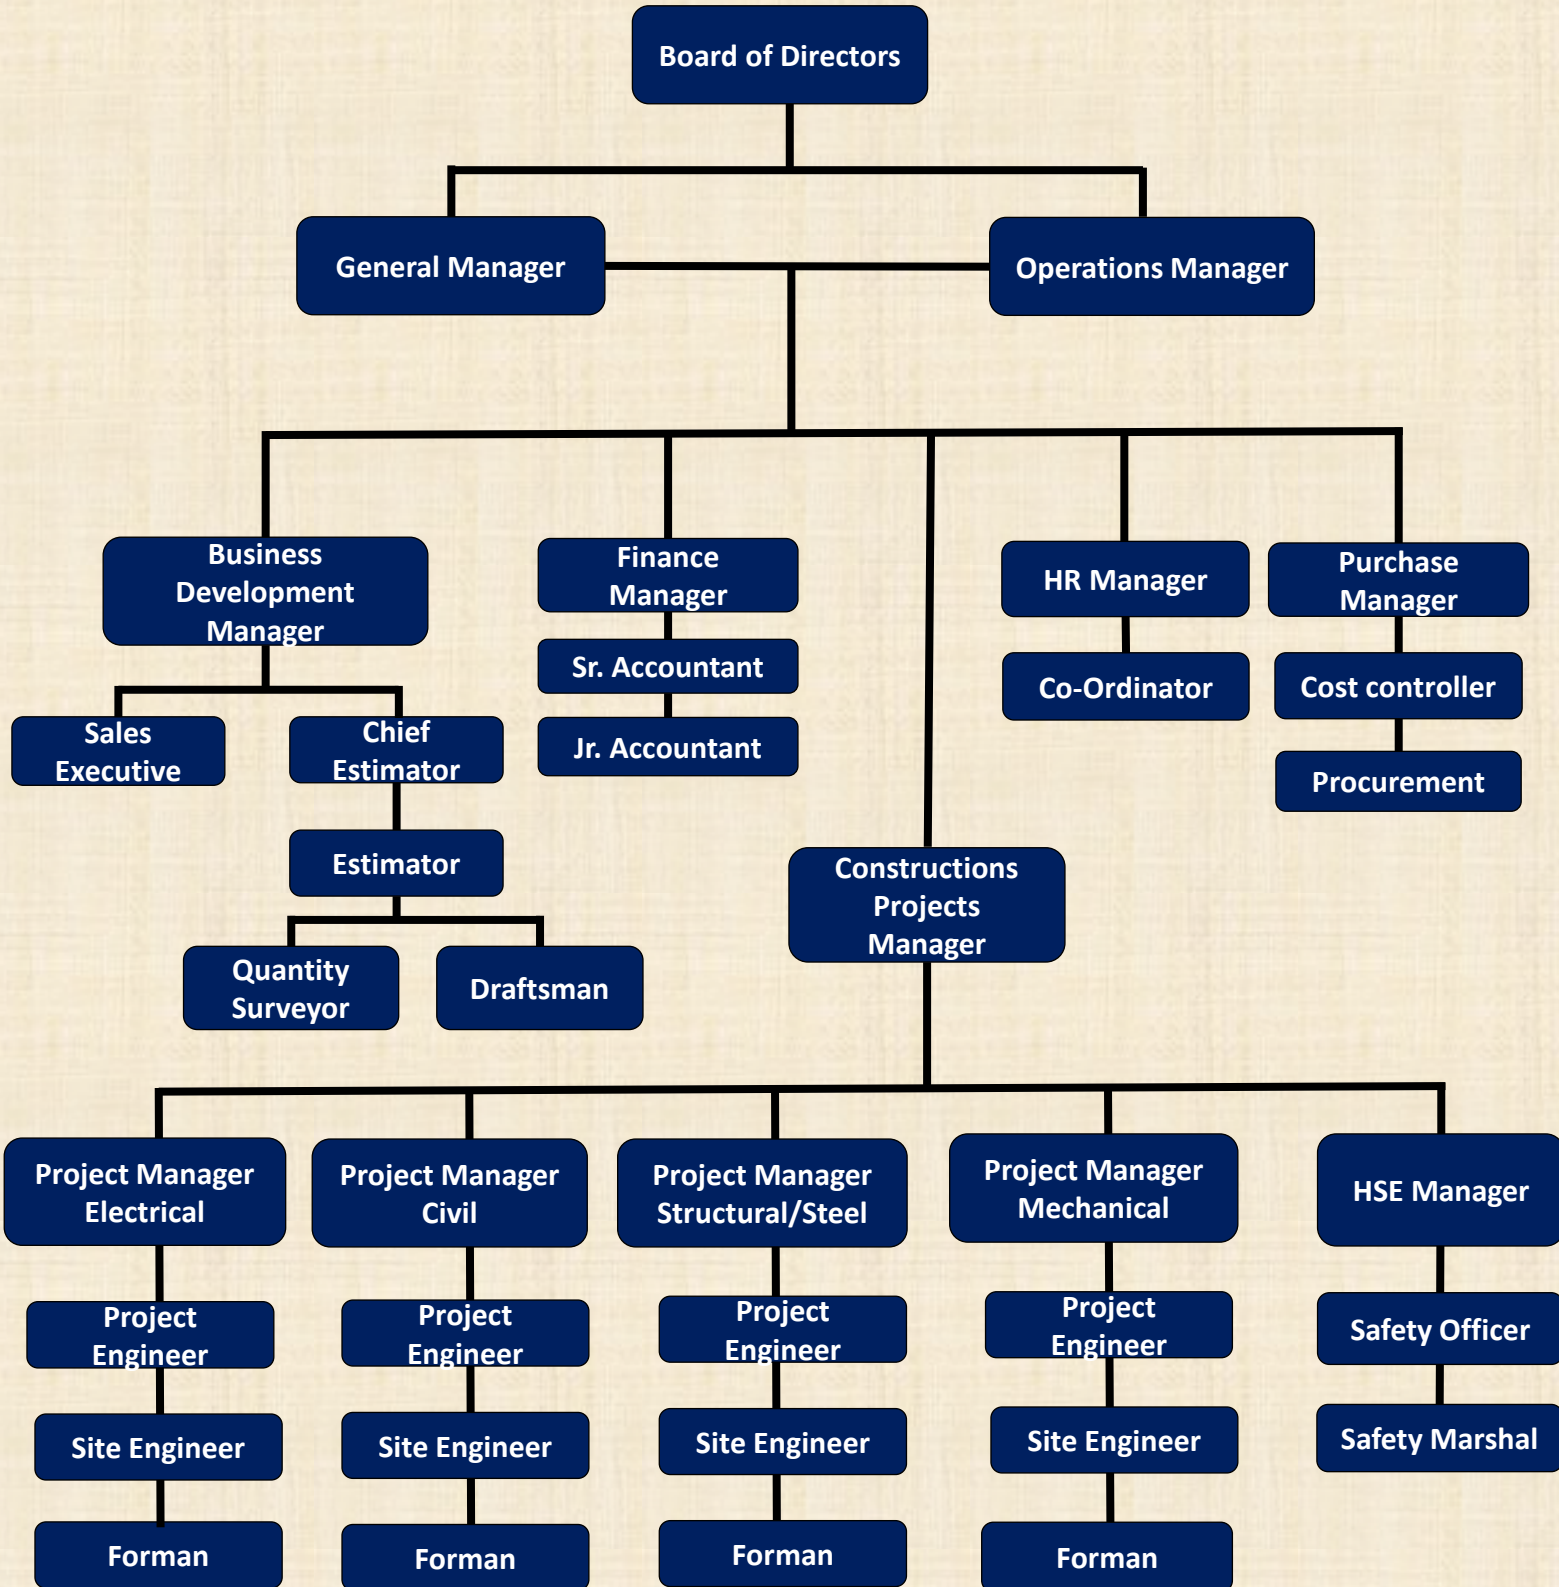 Board of Directors
General Manager
Operations Manager
Business
Development
Manager
Finance
Manager
HR Manager
Purchase
Manager
Sr. Accountant
Co-Ordinator
Cost controller
Sales
Executive
Chief
Estimator
Jr. Accountant
Procurement
Estimator
Constructions
Projects
Manager
Quantity
Surveyor
Draftsman
Project Manager
Electrical
Project Manager
Civil
Project Manager
Structural/Steel
Project Manager
Mechanical
HSE Manager
Project
Engineer
Project
Engineer
Project
Engineer
Project
Engineer
Safety Officer
Site Engineer
Site Engineer
Site Engineer
Site Engineer
Safety Marshal
Forman
Forman
Forman
Forman